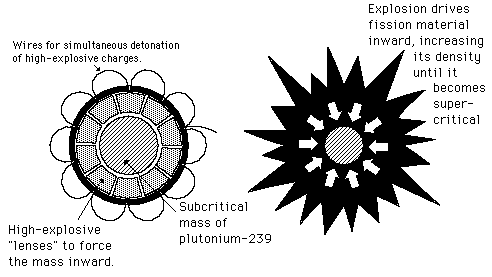 Wires for simultaneous detonation
of high-explosive charges.
Explosion drives
fission material
inward, increasing
its density
until it
becomes
super-
critical
High-explosive
"lenses" to force
the mass inward.
Subcritical
mass of
plutonium-239